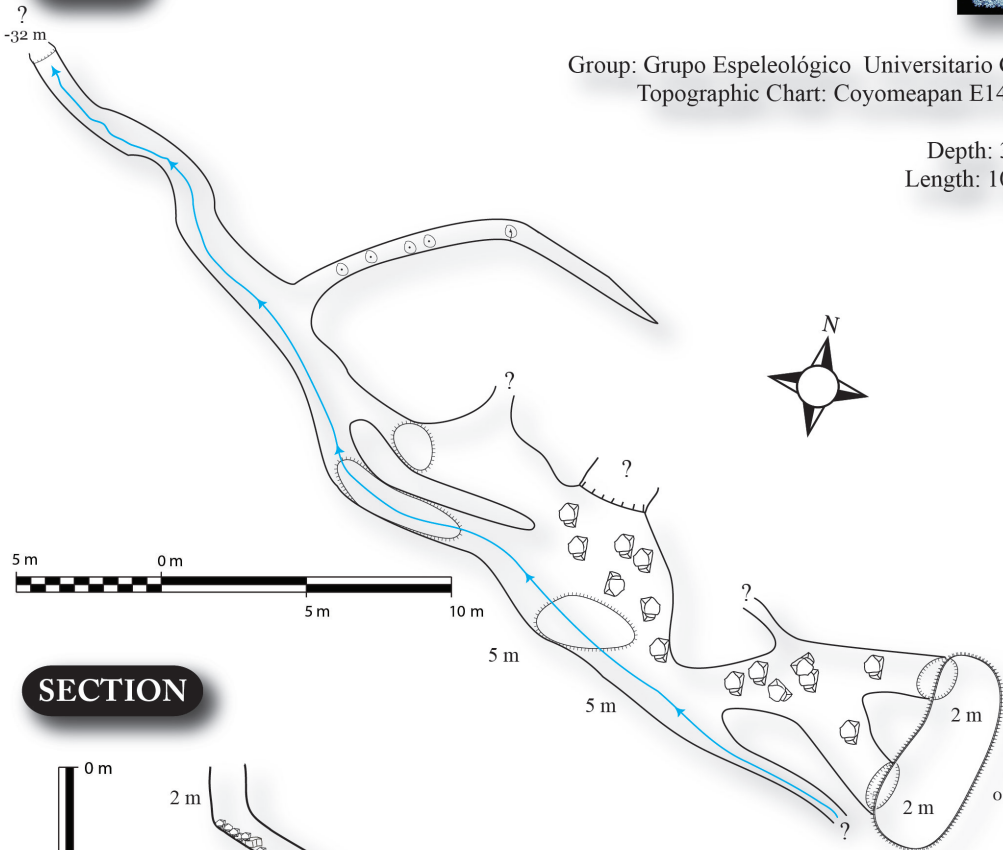 ?
-32 m
Group: Grupo Espeleológico Universitario
Topographic Chart: Coyomeapan
Depth:
Length:
N
?
?
5 m 0 m
5 m 10 m
?
5 m
SECTION
5 m
2 m
0 m
2 m
2 m
?